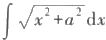 ∫ √(x² + a²) dx